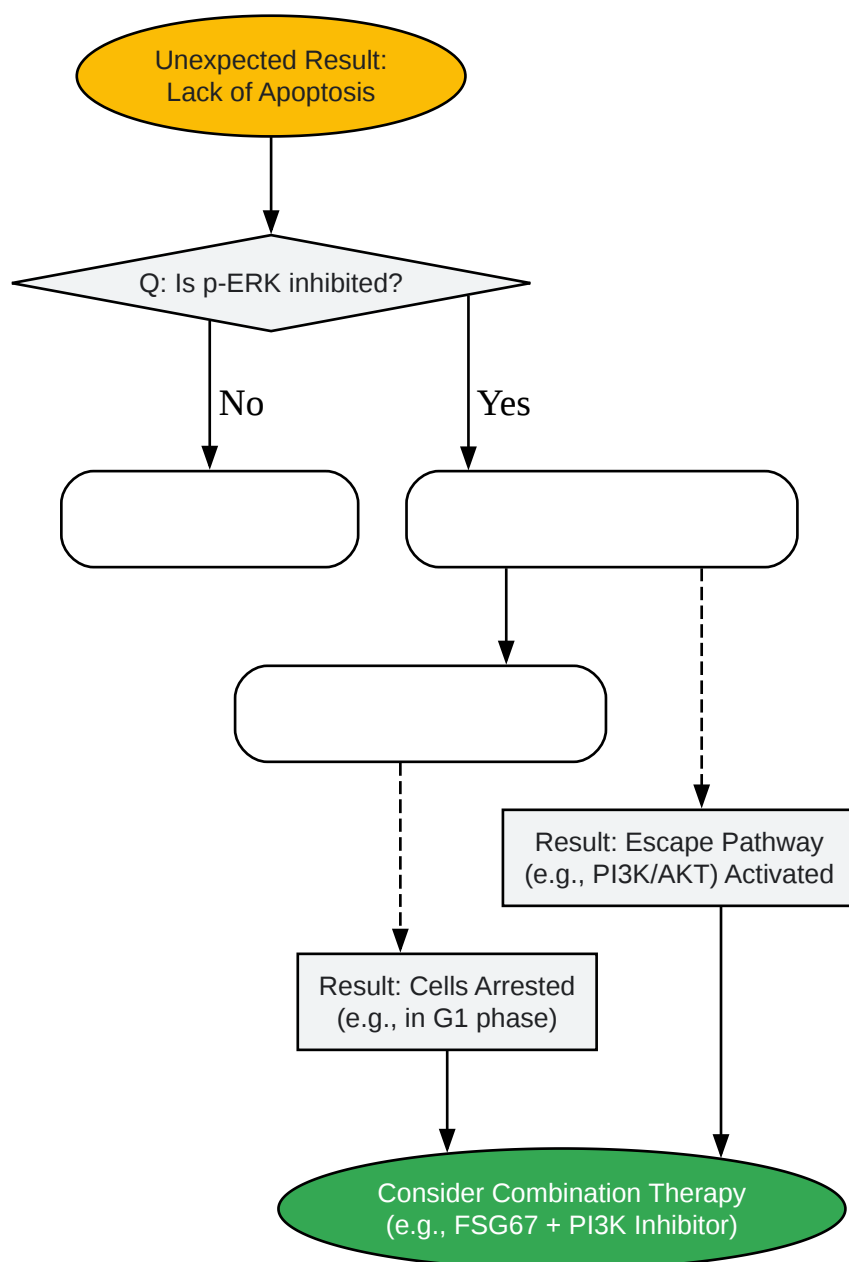 Unexpected Result:
Lack of Apoptosis
Q: Is p-ERK inhibited?
No
Yes
Result: Escape Pathway
(e.g., PI3K/AKT) Activated
Result: Cells Arrested
(e.g., in G1 phase)
Consider Combination Therapy
(e.g., FSG67 + PI3K Inhibitor)